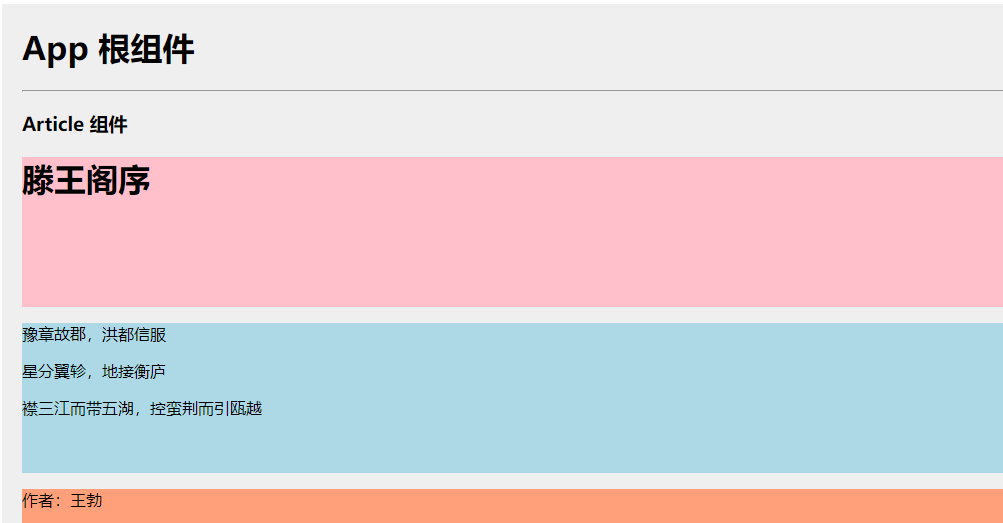 App 根组件
Article 组件
滕王阁序
豫章故郡，洪都信服
星分翼轸，地接衡庐
襟三江而带五湖，控蛮荆而引瓯越
作者：王勃